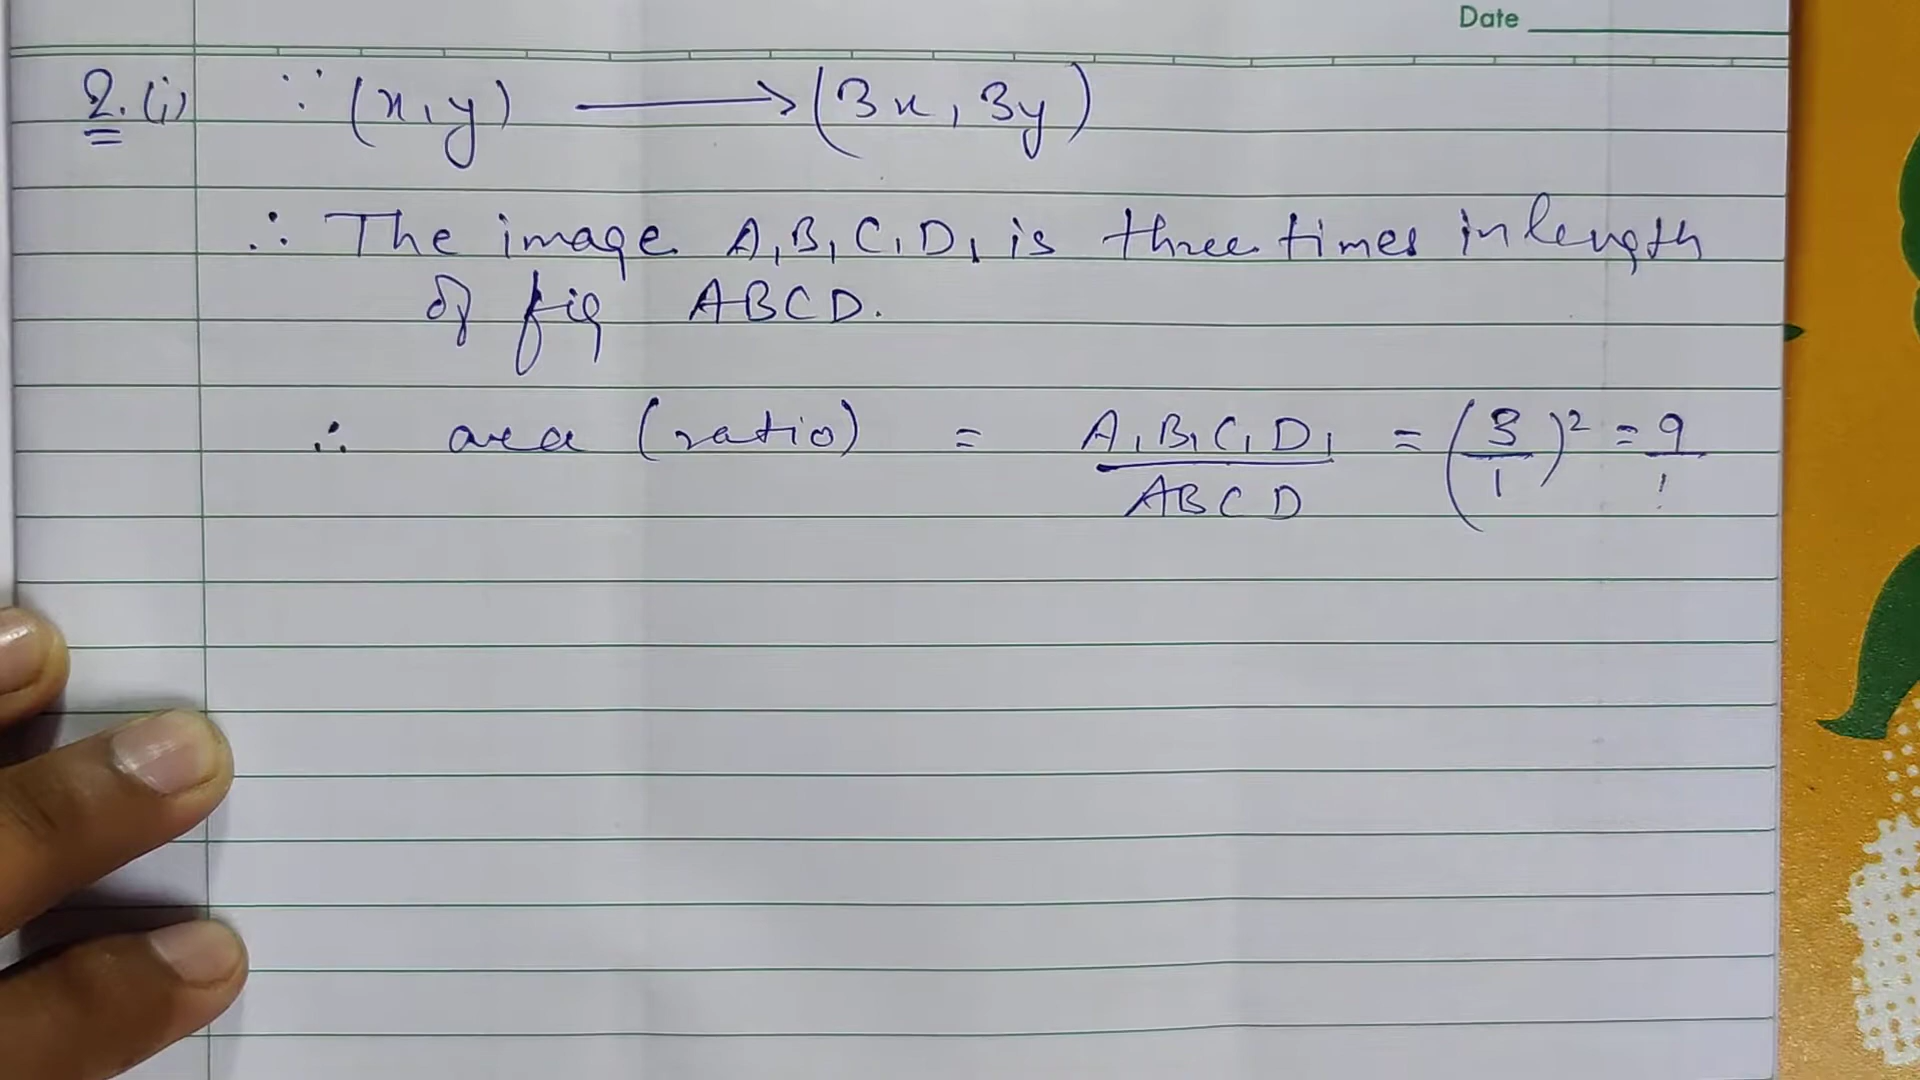 Date
2. (i) ∵ (x, y) ⟶ (3x, 3y)
∴ The image A₁B₁C₁D₁ is three times in length
of fig ABCD.
∴ area (ratio) = A₁B₁C₁D₁/ABCD = (3/1)² = 9/1